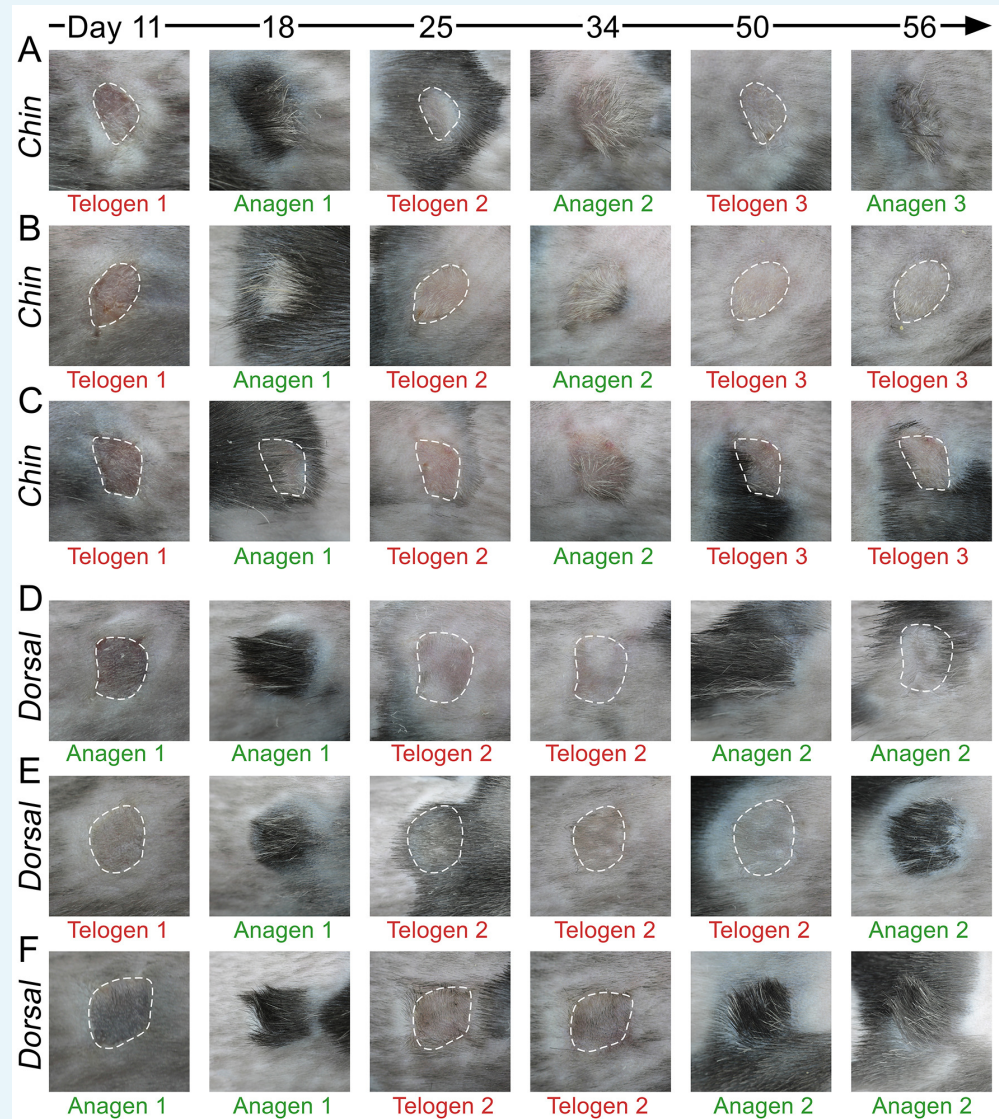 Day 11 18 25 34 50 56
A
Chin
Telogen 1 Anagen 1 Telogen 2 Anagen 2 Telogen 3 Anagen 3
B
Chin
Telogen 1 Anagen 1 Telogen 2 Anagen 2 Telogen 3 Telogen 3
C
Chin
Telogen 1 Anagen 1 Telogen 2 Anagen 2 Telogen 3 Telogen 3
D
Dorsal
Anagen 1 Anagen 1 Telogen 2 Telogen 2 Anagen 2 Anagen 2
E
Dorsal
Telogen 1 Anagen 1 Telogen 2 Telogen 2 Telogen 2 Anagen 2
F
Dorsal
Anagen 1 Anagen 1 Telogen 2 Telogen 2 Anagen 2 Anagen 2